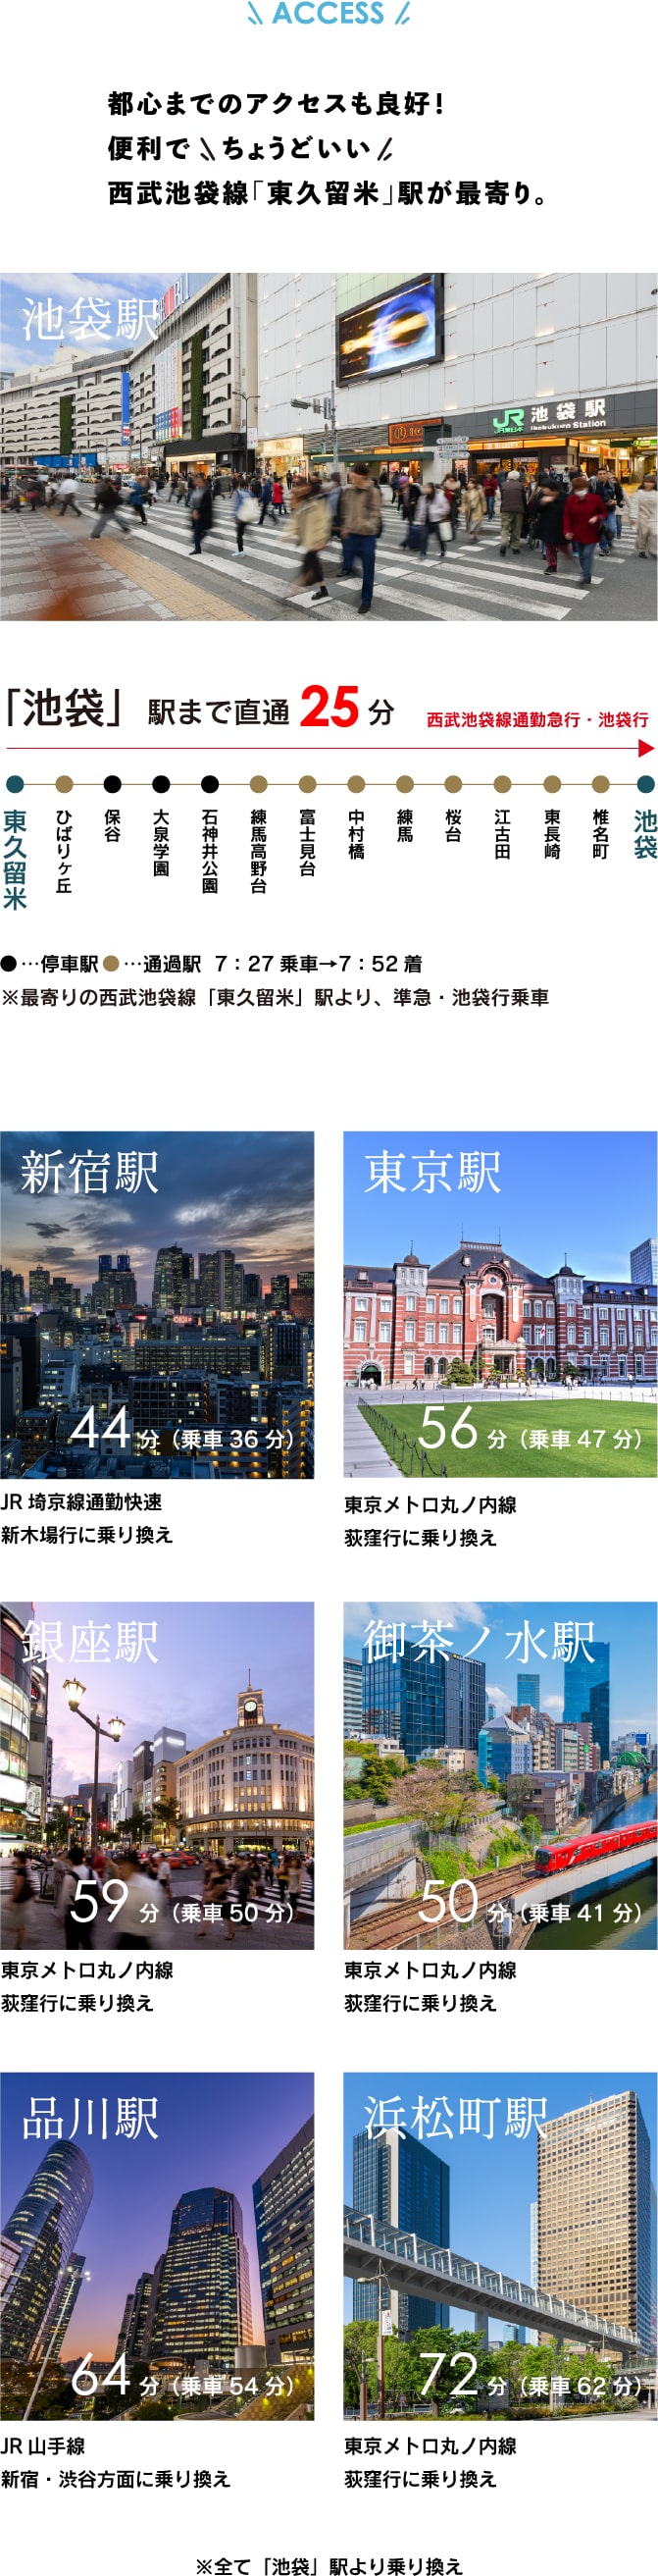 ACCESS
都心までのアクセスも良好！
便利で ちょうどいい
西武池袋線「東久留米」駅が最寄り。
池袋駅
JR 池袋駅
JR東日本 Ikebukuro Station
「池袋」駅まで直通 25 分
西武池袋線通勤急行・池袋行
東久留米
ひばりヶ丘
保谷
大泉学園
石神井公園
練馬高野台
富士見台
中村橋
練馬
桜台
江古田
東長崎
椎名町
池袋
●…停車駅 ●…通過駅 7：27 乗車→7：52 着
※最寄りの西武池袋線「東久留米」駅より、準急・池袋行乗車
新宿駅
44 分（乗車 36 分）
JR 埼京線通勤快速
新木場行に乗り換え
東京駅
56 分（乗車 47 分）
東京メトロ丸ノ内線
荻窪行に乗り換え
銀座駅
59 分（乗車 50 分）
東京メトロ丸ノ内線
荻窪行に乗り換え
御茶ノ水駅
50 分（乗車 41 分）
東京メトロ丸ノ内線
荻窪行に乗り換え
品川駅
64 分（乗車 54 分）
JR 山手線
新宿・渋谷方面に乗り換え
浜松町駅
72 分（乗車 62 分）
東京メトロ丸ノ内線
荻窪行に乗り換え
※全て「池袋」駅より乗り換え